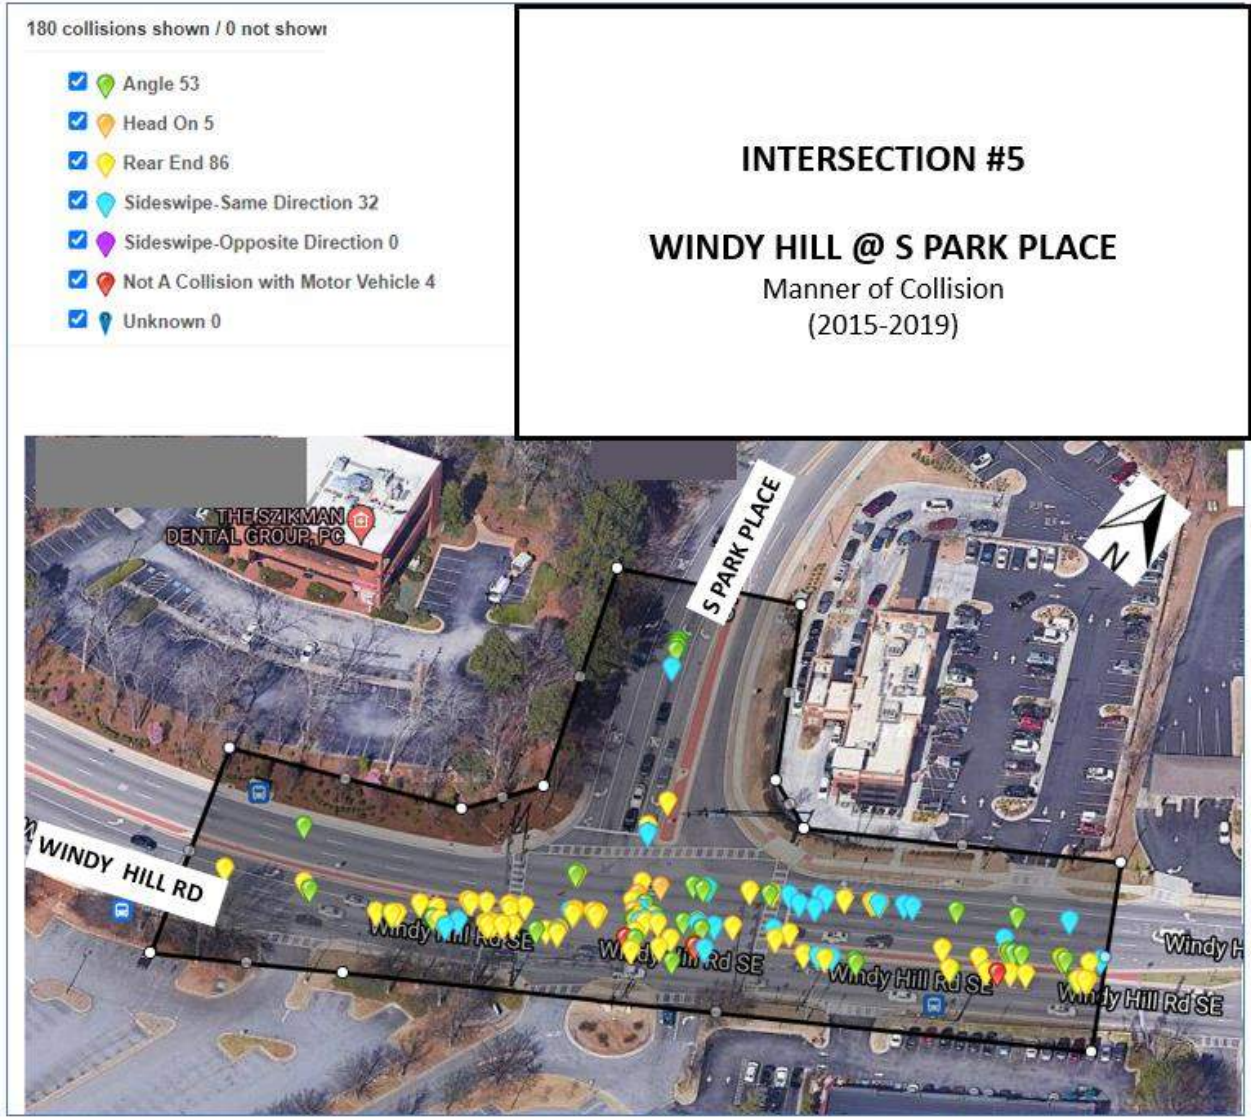 180 collisions shown / 0 not shown
Angle 53
Head On 5
Rear End 86
Sideswipe-Same Direction 32
Sideswipe-Opposite Direction 0
Not A Collision with Motor Vehicle 4
Unknown 0
INTERSECTION #5
WINDY HILL @ S PARK PLACE
Manner of Collision
(2015-2019)
THE SZIKMAN
DENTAL GROUP, PC
S PARK PLACE
N
WINDY HILL RD
Windy Hill Rd SE
Windy Hill Rd SE
Windy Hill Rd SE
Windy H
Windy Hill Rd SE